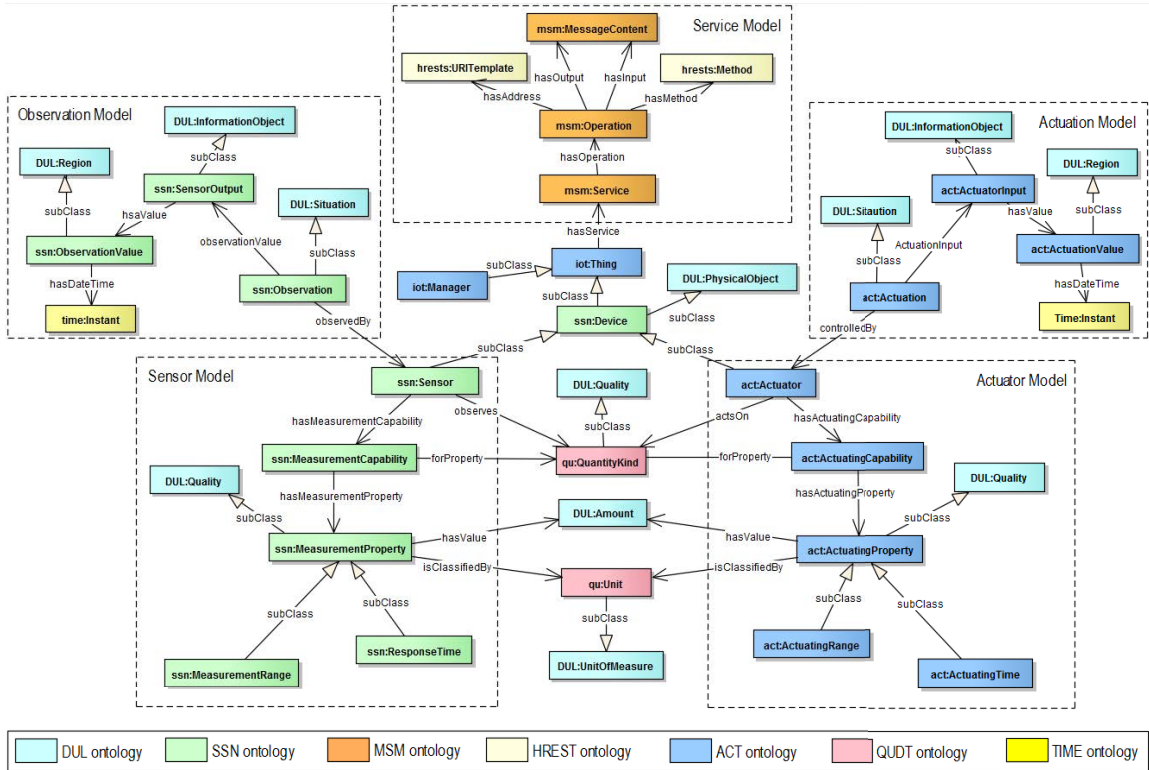 Service Model
msm:MessageContent
hrests:URITemplate
hrests:Method
hasOutput
hasInput
hasAddress
hasMethod
msm:Operation
hasOperation
msm:Service
hasService
Observation Model
DUL:InformationObject
subClass
DUL:Region
ssn:SensorOutput
DUL:Situation
subClass
hsaValue
observationValue
subClass
ssn:ObservationValue
hasDateTime
ssn:Observation
time:Instant
observedBy
Actuation Model
DUL:InformationObject
subClass
DUL:Region
act:ActuatorInput
DUL:Sitaution
hasValue
subClass
ActuationInput
subClass
act:ActuationValue
act:Actuation
hasDateTime
Time:Instant
controlledBy
iot:Thing
subClass
iot:Manager
DUL:PhysicalObject
subClass
ssn:Device
subClass
subClass
subClass
Sensor Model
ssn:Sensor
hasMeasurementCapability
observes
ssn:MeasurementCapability
forProperty
DUL:Quality
hasMeasurementProperty
subClass
ssn:MeasurementProperty
hasValue
isClassifiedBy
subClass
subClass
ssn:ResponseTime
ssn:MeasurementRange
DUL:Quality
subClass
qu:QuantityKind
DUL:Amount
qu:Unit
subClass
DUL:UnitOfMeasure
Actuator Model
act:Actuator
actsOn
hasActuatingCapability
forProperty
act:ActuatingCapability
hasActuatingProperty
DUL:Quality
subClass
hasValue
act:ActuatingProperty
isClassifiedBy
subClass
subClass
act:ActuatingRange
act:ActuatingTime
DUL ontology
SSN ontology
MSM ontology
HREST ontology
ACT ontology
QUDT ontology
TIME ontology